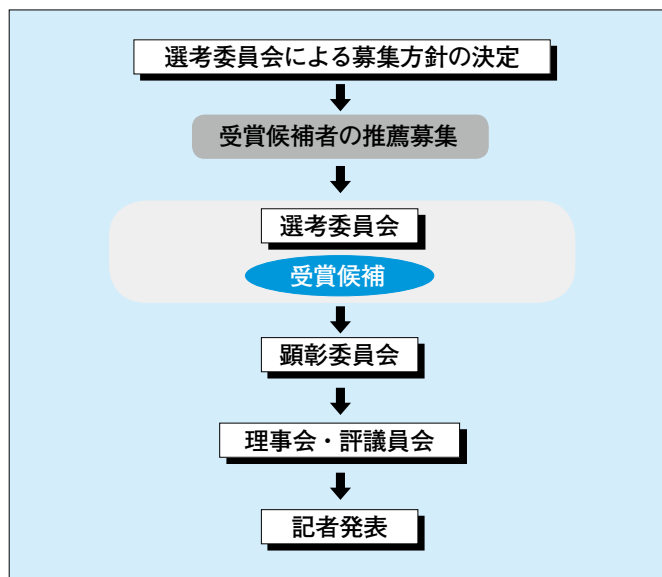 選考委員会による募集方針の決定
受賞候補者の推薦募集
選考委員会
受賞候補
顕彰委員会
理事会・評議員会
記者発表